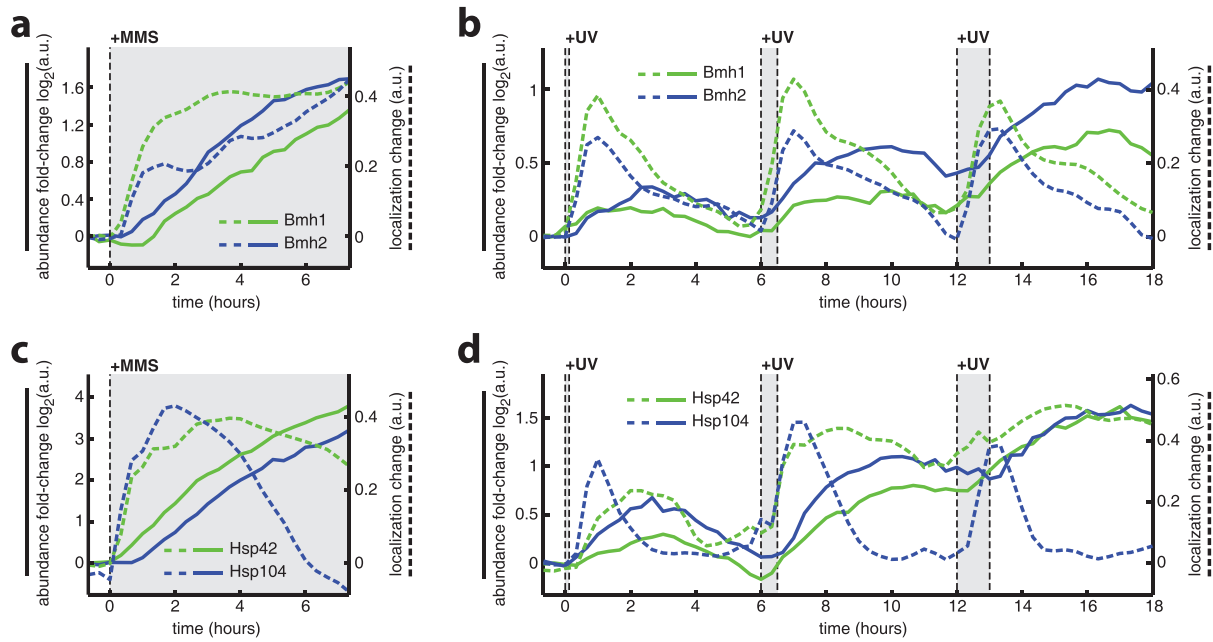 a
+MMS
abundance fold-change log2(a.u.)
1.6
1.2
0.8
0.4
0
0.4
0.2
0
localization change (a.u.)
Bmh1
Bmh2
0 2 4 6
time (hours)
b
+UV +UV +UV
abundance fold-change log2(a.u.)
1
0.5
0
Bmh1
Bmh2
0.4
0.2
0
localization change (a.u.)
0 2 4 6 8 10 12 14 16 18
time (hours)
c
+MMS
abundance fold-change log2(a.u.)
4
3
2
1
0
0.4
0.2
0
localization change (a.u.)
Hsp42
Hsp104
0 2 4 6
time (hours)
d
+UV +UV +UV
abundance fold-change log2(a.u.)
1.5
1
0.5
0
Hsp42
Hsp104
0.6
0.4
0.2
0
localization change (a.u.)
0 2 4 6 8 10 12 14 16 18
time (hours)